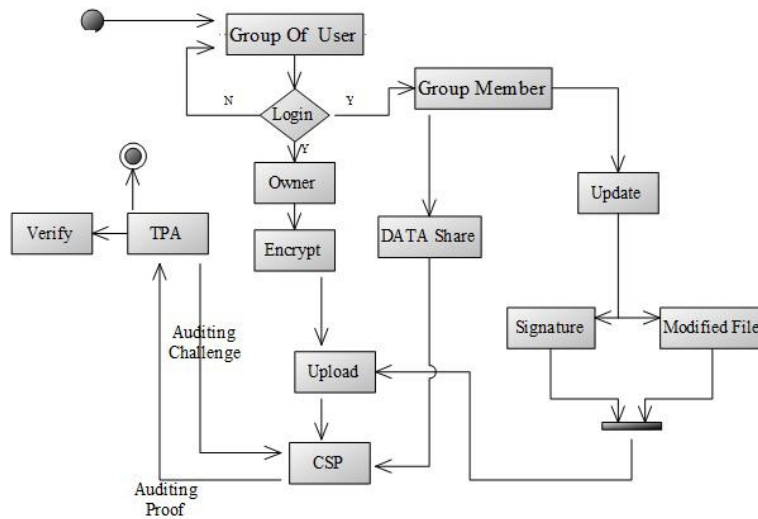 Group Of User
N
Login
Y
Group Member
Y
Owner
Update
Verify
TPA
Encrypt
DATA Share
Auditing
Challenge
Signature
Modified File
Upload
CSP
Auditing
Proof